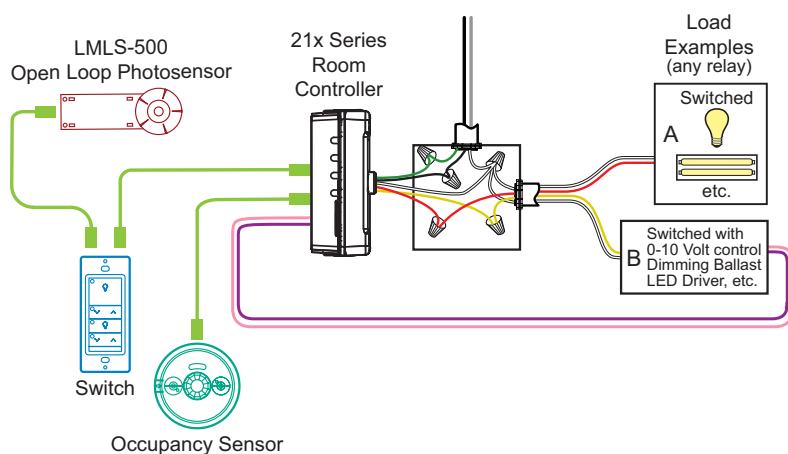 LMLS-500
Open Loop Photosensor
21x Series
Room
Controller
Load
Examples
(any relay)
Switched
A
etc.
Switched with
0-10 Volt control
B
Dimming Ballast
LED Driver, etc.
Switch
Occupancy Sensor